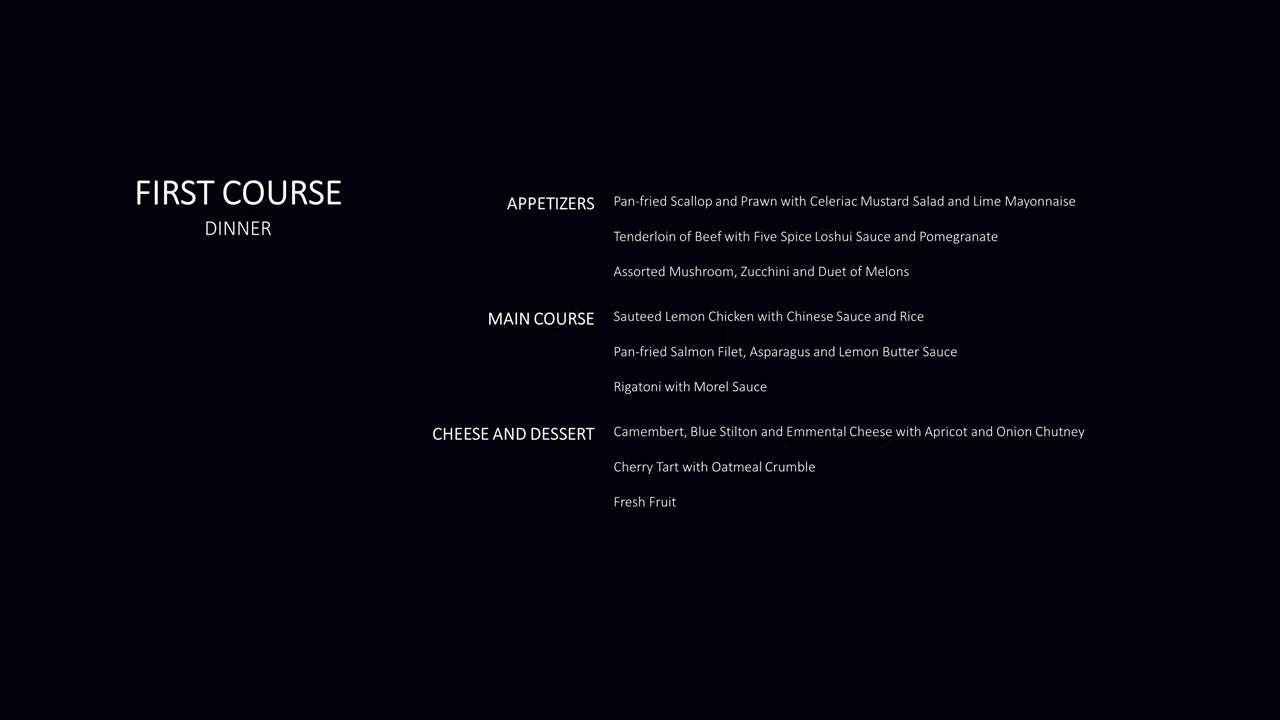 FIRST COURSE
DINNER
APPETIZERS
Pan-fried Scallop and Prawn with Celeriac Mustard Salad and Lime Mayonnaise
Tenderloin of Beef with Five Spice Loshui Sauce and Pomegranate
Assorted Mushroom, Zucchini and Duet of Melons
MAIN COURSE
Sauteed Lemon Chicken with Chinese Sauce and Rice
Pan-fried Salmon Filet, Asparagus and Lemon Butter Sauce
Rigatoni with Morel Sauce
CHEESE AND DESSERT
Camembert, Blue Stilton and Emmental Cheese with Apricot and Onion Chutney
Cherry Tart with Oatmeal Crumble
Fresh Fruit